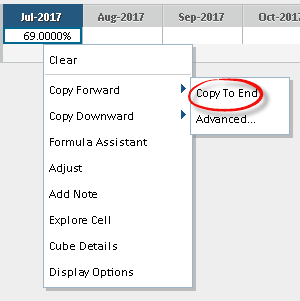 Jul-2017 Aug-2017 Sep-2017 Oct-2017
69.0000%
Clear
Copy Forward
Copy To End
Copy Downward
Advanced...
Formula Assistant
Adjust
Add Note
Explore Cell
Cube Details
Display Options